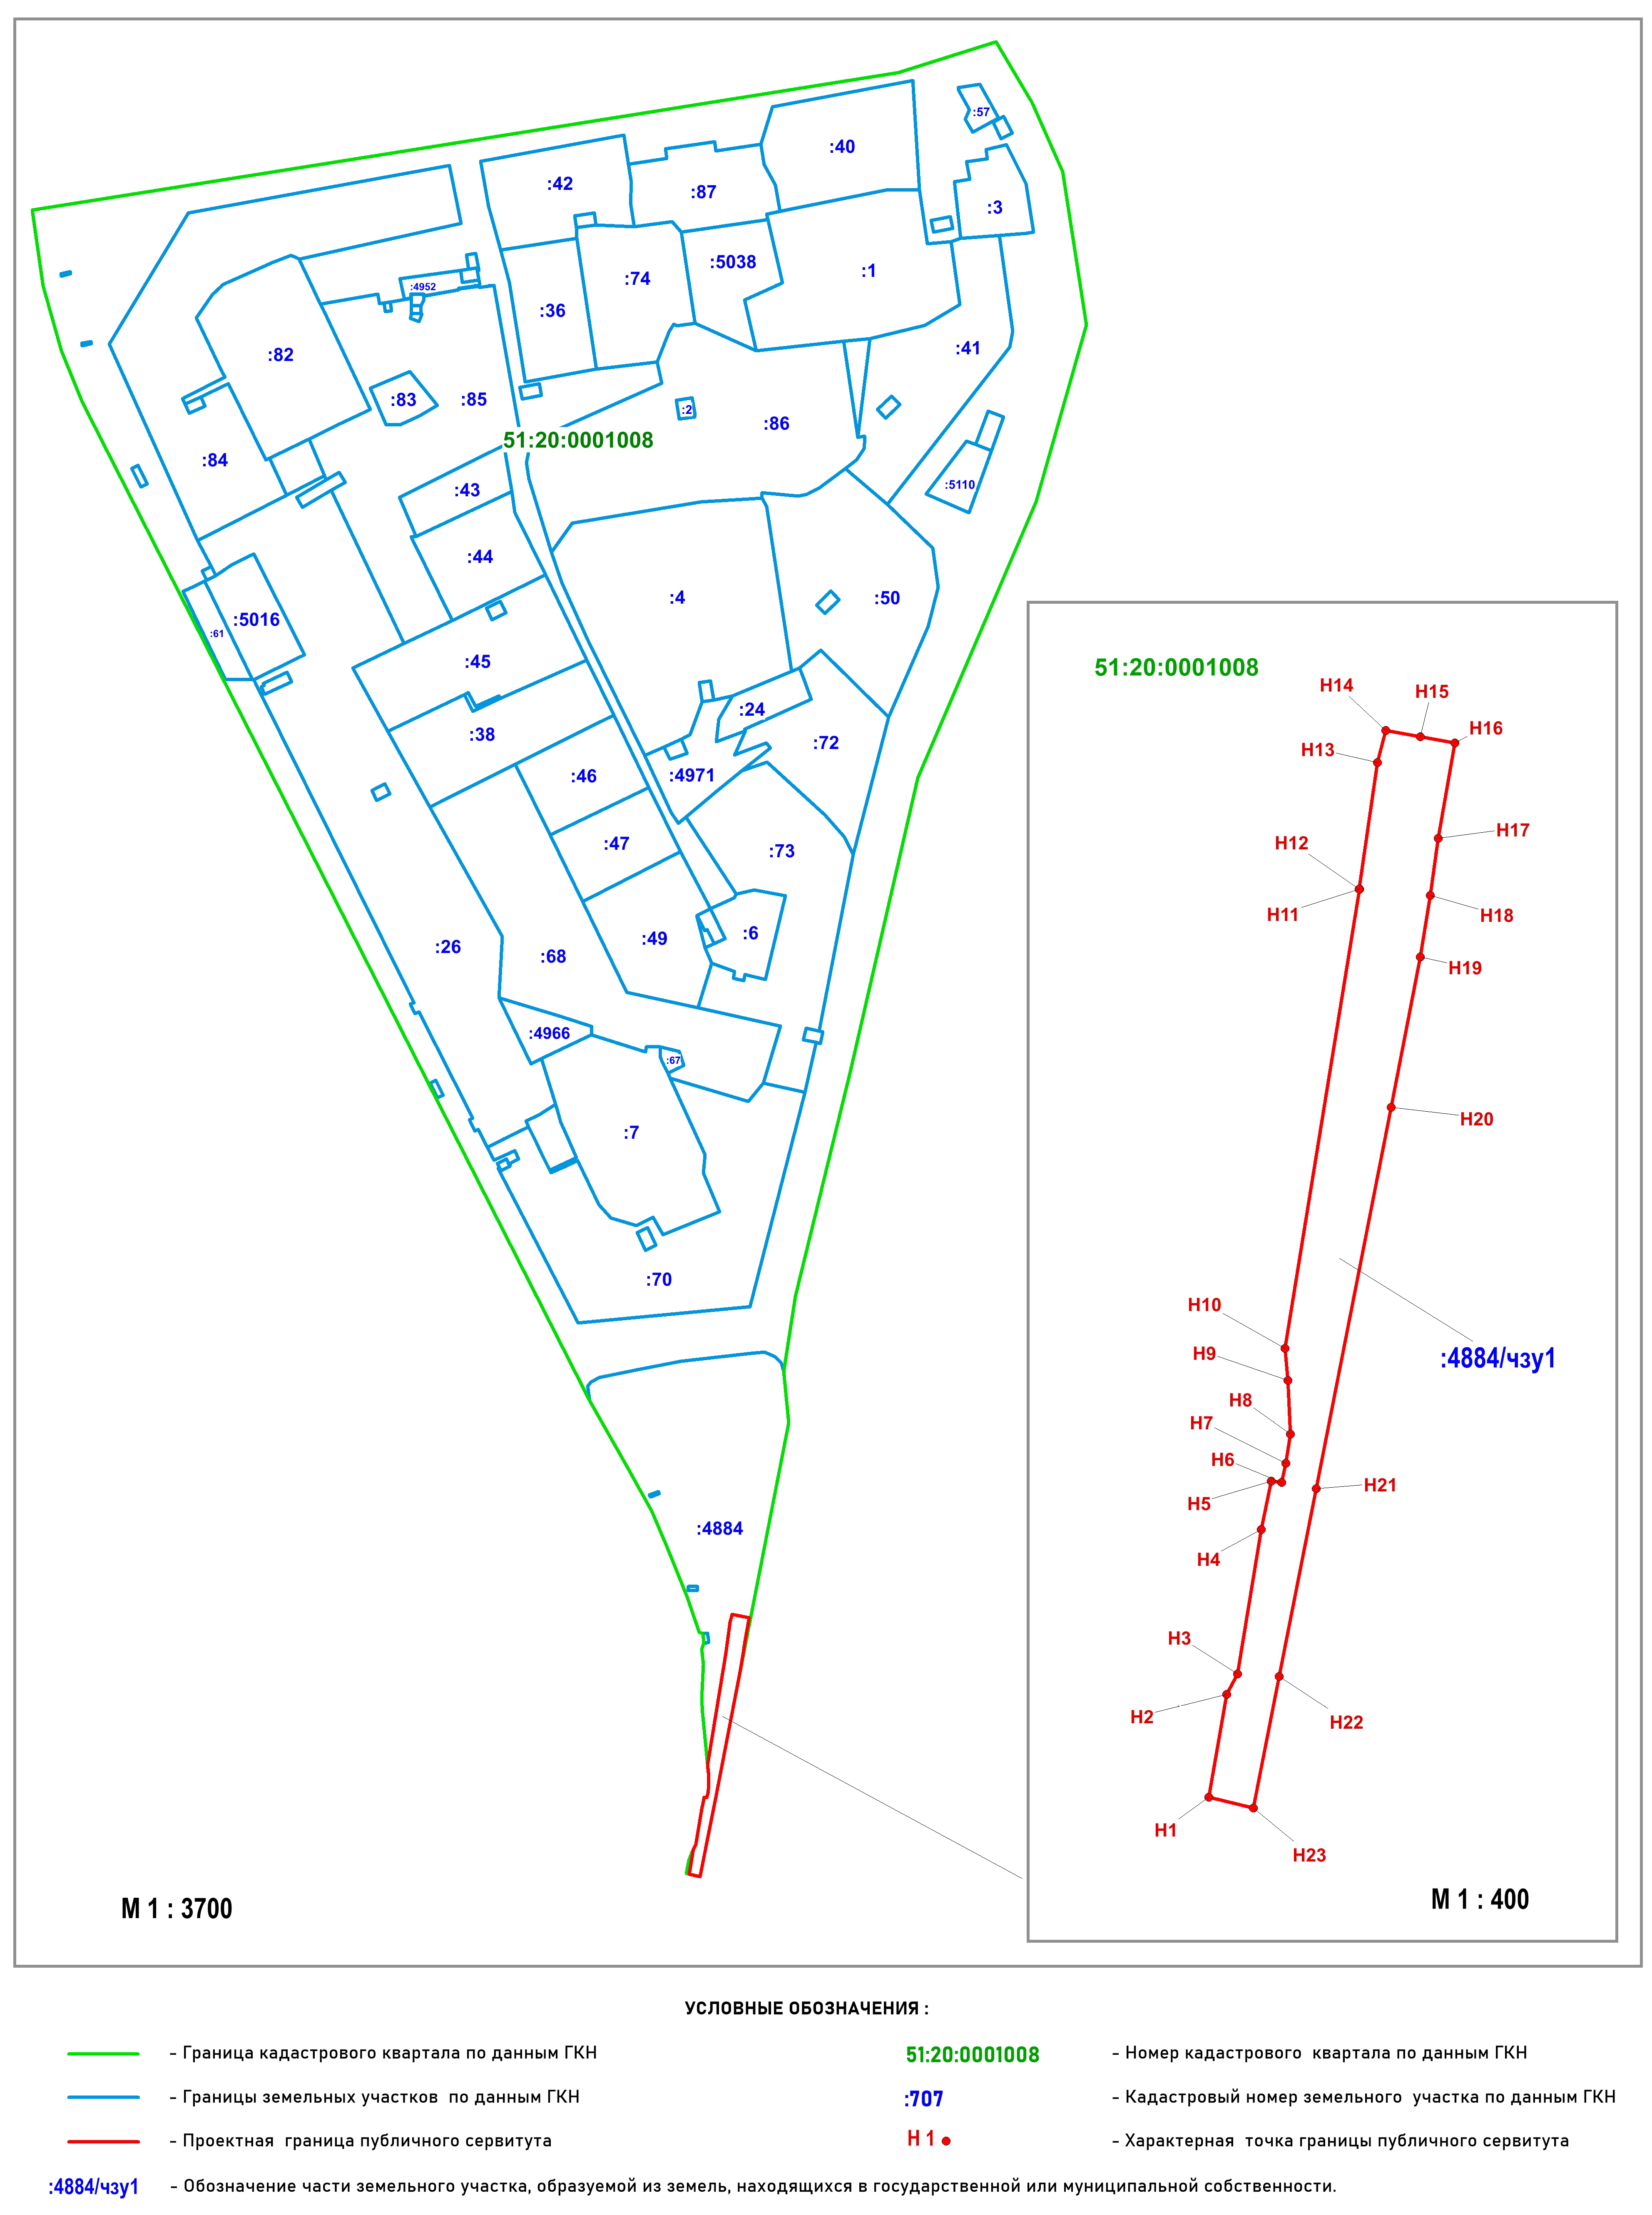 :57
:40
:42
:87
:3
:5038
:1
:74
:4952
:36
:41
:82
:83
:85
:2
:86
51:20:0001008
:84
:43
:5110
:44
:4
:50
:5016
:61
:45
51:20:0001008
Н14
Н15
:24
:38
:72
Н16
Н13
:4971
:46
Н17
:47
:73
Н12
Н11
Н18
:6
:49
:26
:68
Н19
:4966
:67
:7
Н20
:70
Н10
Н9
:4884/чзу1
Н8
Н7
Н6
Н21
Н5
:4884
Н4
Н3
Н2
Н22
Н1
Н23
М 1 : 3700
М 1 : 400
УСЛОВНЫЕ ОБОЗНАЧЕНИЯ :
- Граница кадастрового квартала по данным ГКН
51:20:0001008 - Номер кадастрового квартала по данным ГКН
- Границы земельных участков по данным ГКН
:707 - Кадастровый номер земельного участка по данным ГКН
- Проектная граница публичного сервитута
Н 1 - Характерная точка границы публичного сервитута
:4884/чзу1 - Обозначение части земельного участка, образуемой из земель, находящихся в государственной или муниципальной собственности.